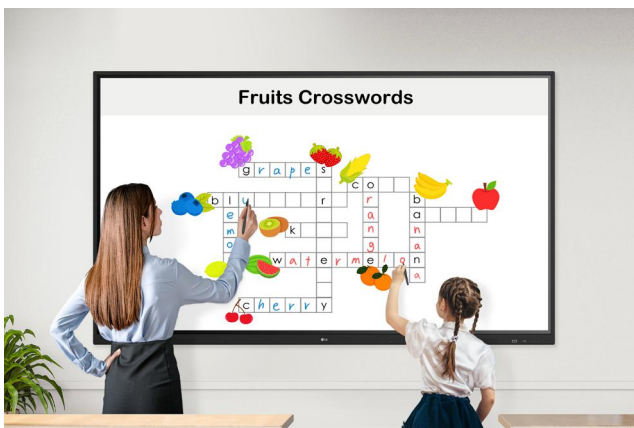 Fruits Crosswords
grapes
co
blu
r
b
e
r
a
m
k
a
a
o
n
n
g
a
watermelon
a
cherry